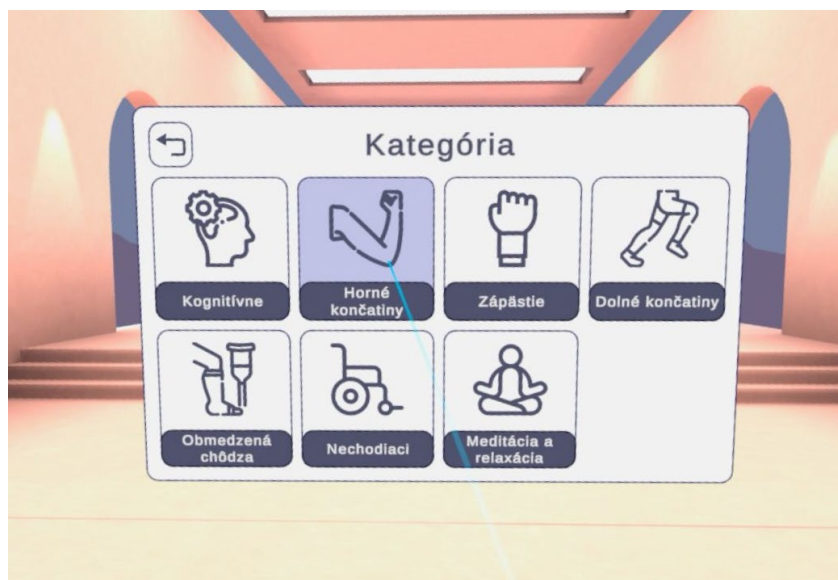 Kategória
Kognitívne
Horné
končatiny
Zápästie
Dolné končatiny
Obmedzená
chôdza
Nechodiaci
Meditácia a
relaxácia